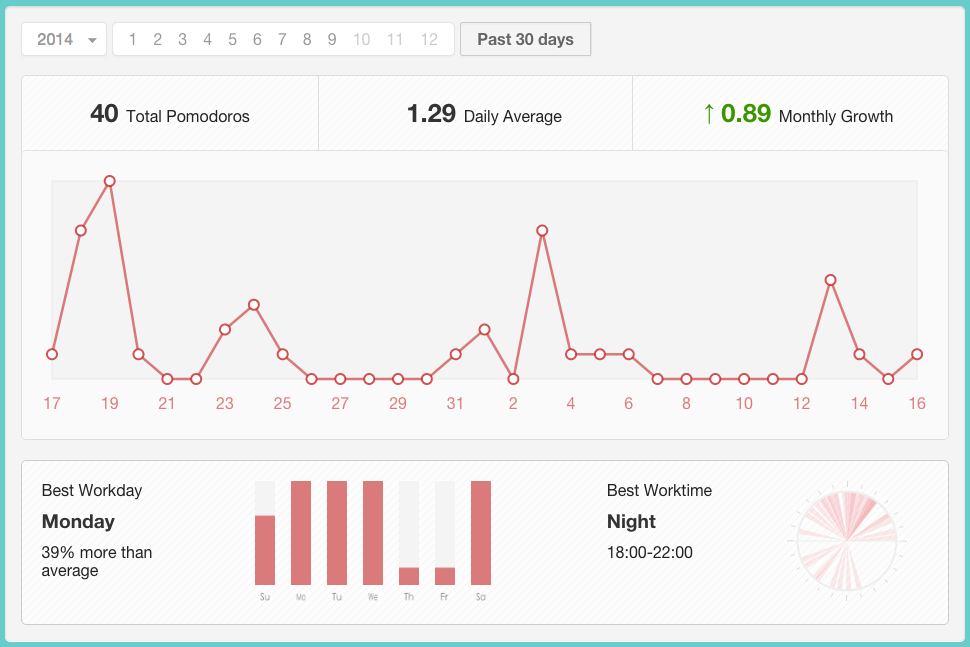 2014 1 2 3 4 5 6 7 8 9 10 11 12 Past 30 days
40 Total Pomodoros 1.29 Daily Average ↑ 0.89 Monthly Growth
17 19 21 23 25 27 29 31 2 4 6 8 10 12 14 16
Best Workday
Monday
39% more than
average
Su Mo Tu We Th Fr Sa
Best Worktime
Night
18:00-22:00